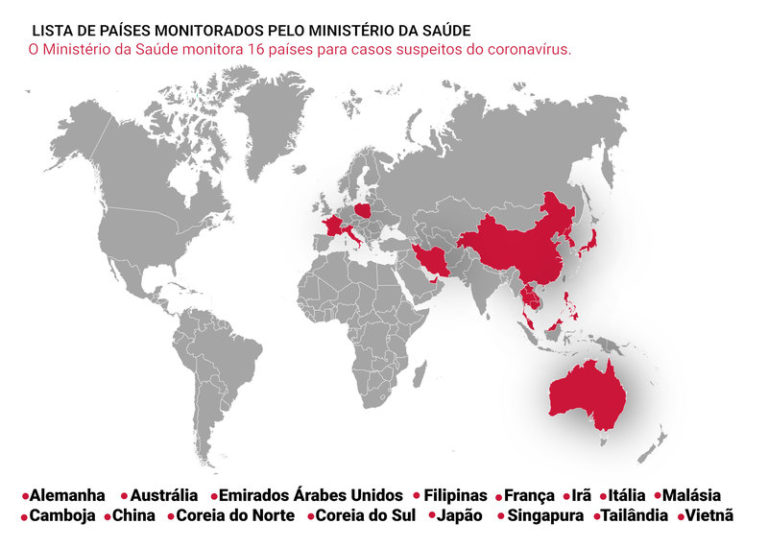 LISTA DE PAÍSES MONITORADOS PELO MINISTÉRIO DA SAÚDE
O Ministério da Saúde monitora 16 países para casos suspeitos do coronavírus.
•Alemanha •Austrália •Emirados Árabes Unidos •Filipinas •França •Irã •Itália •Malásia
•Camboja •China •Coreia do Norte •Coreia do Sul •Japão •Singapura •Tailândia •Vietnã